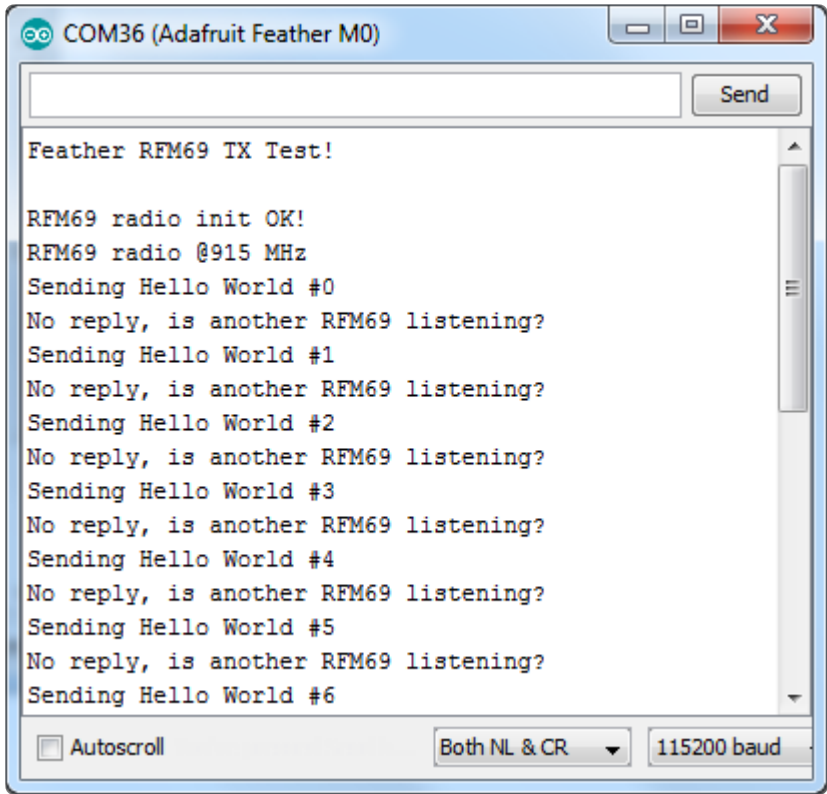 COM36 (Adafruit Feather M0)
Send
Feather RFM69 TX Test!
RFM69 radio init OK!
RFM69 radio @915 MHz
Sending Hello World #0
No reply, is another RFM69 listening?
Sending Hello World #1
No reply, is another RFM69 listening?
Sending Hello World #2
No reply, is another RFM69 listening?
Sending Hello World #3
No reply, is another RFM69 listening?
Sending Hello World #4
No reply, is another RFM69 listening?
Sending Hello World #5
No reply, is another RFM69 listening?
Sending Hello World #6
Autoscroll Both NL & CR 115200 baud